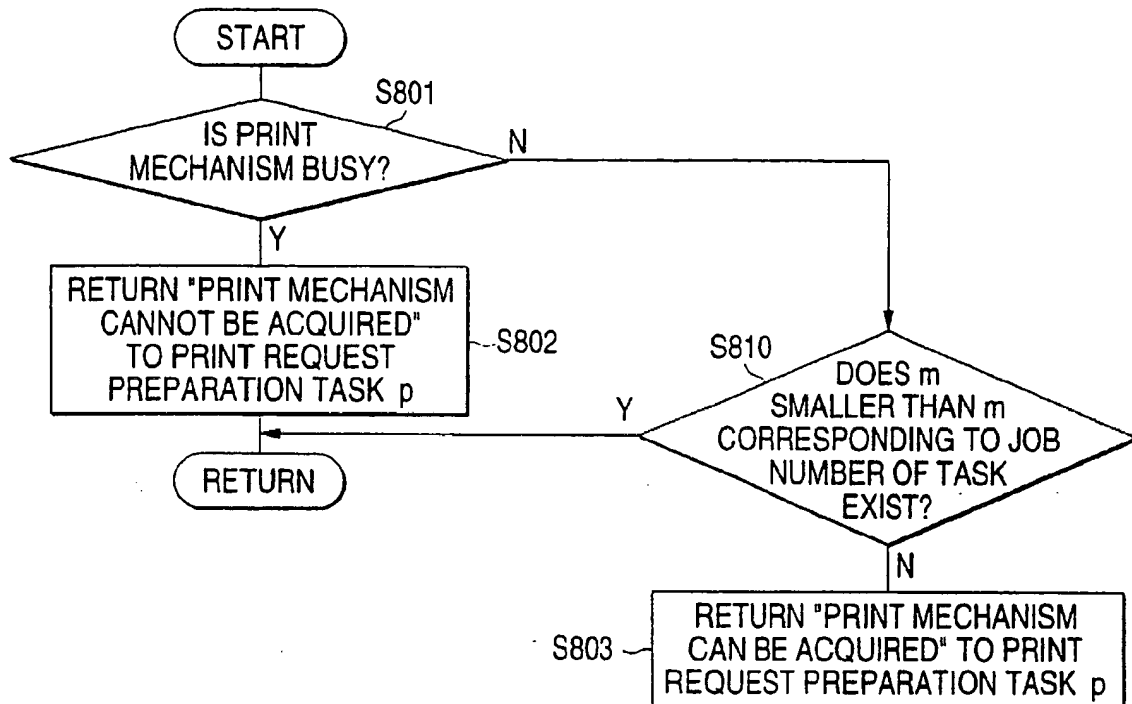 START
S801
IS PRINT
MECHANISM BUSY?
N
Y
RETURN "PRINT MECHANISM
CANNOT BE ACQUIRED"
TO PRINT REQUEST
PREPARATION TASK p
S802
RETURN
S810
Y
DOES m
SMALLER THAN m
CORRESPONDING TO JOB
NUMBER OF TASK
EXIST?
N
S803
RETURN "PRINT MECHANISM
CAN BE ACQUIRED" TO PRINT
REQUEST PREPARATION TASK p